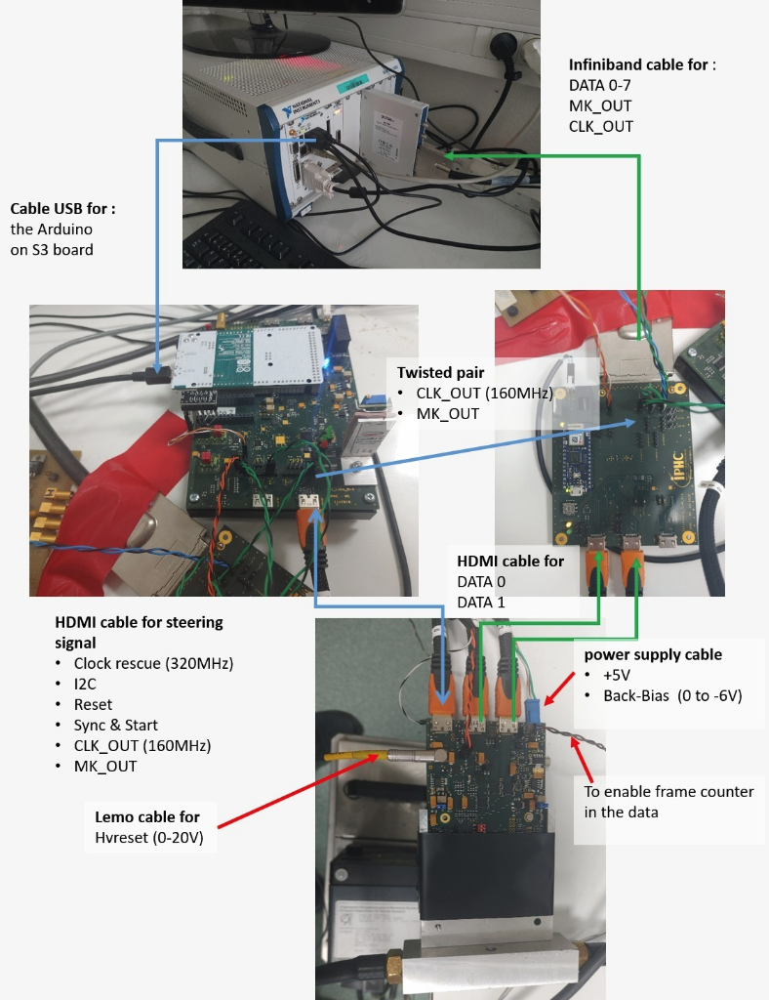 Infiniband cable for :
DATA 0-7
MK_OUT
CLK_OUT
NATIONAL
INSTRUMENTS
Cable USB for :
the Arduino
on S3 board
Twisted pair
• CLK_OUT (160MHz)
• MK_OUT
IPHC
HDMI cable for
DATA 0
DATA 1
HDMI cable for steering
signal
• Clock rescue (320MHz)
• I2C
• Reset
• Sync & Start
• CLK_OUT (160MHz)
• MK_OUT
power supply cable
• +5V
• Back-Bias (0 to -6V)
To enable frame counter
in the data
Lemo cable for
Hvreset (0-20V)